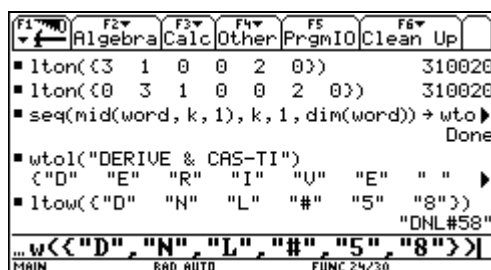 F1 F2 F3 F4 F5 F6
Algebra Calc Other PrgmIO Clean Up
▪ lton({3 1 0 0 2 0}) 310020
▪ lton({0 3 1 0 0 2 0}) 310020
▪ seq(mid(word,k,1),k,1,dim(word))→wto▶
Done
▪ wtol("DERIVE & CAS-TI")
{"D" "E" "R" "I" "V" "E" " " ▶
▪ ltow({"D" "N" "L" "#" "5" "8"})
"DNL#58"
…w({"D","N","L","#","5","8"})
MAIN RAD AUTO FUNC 29/30